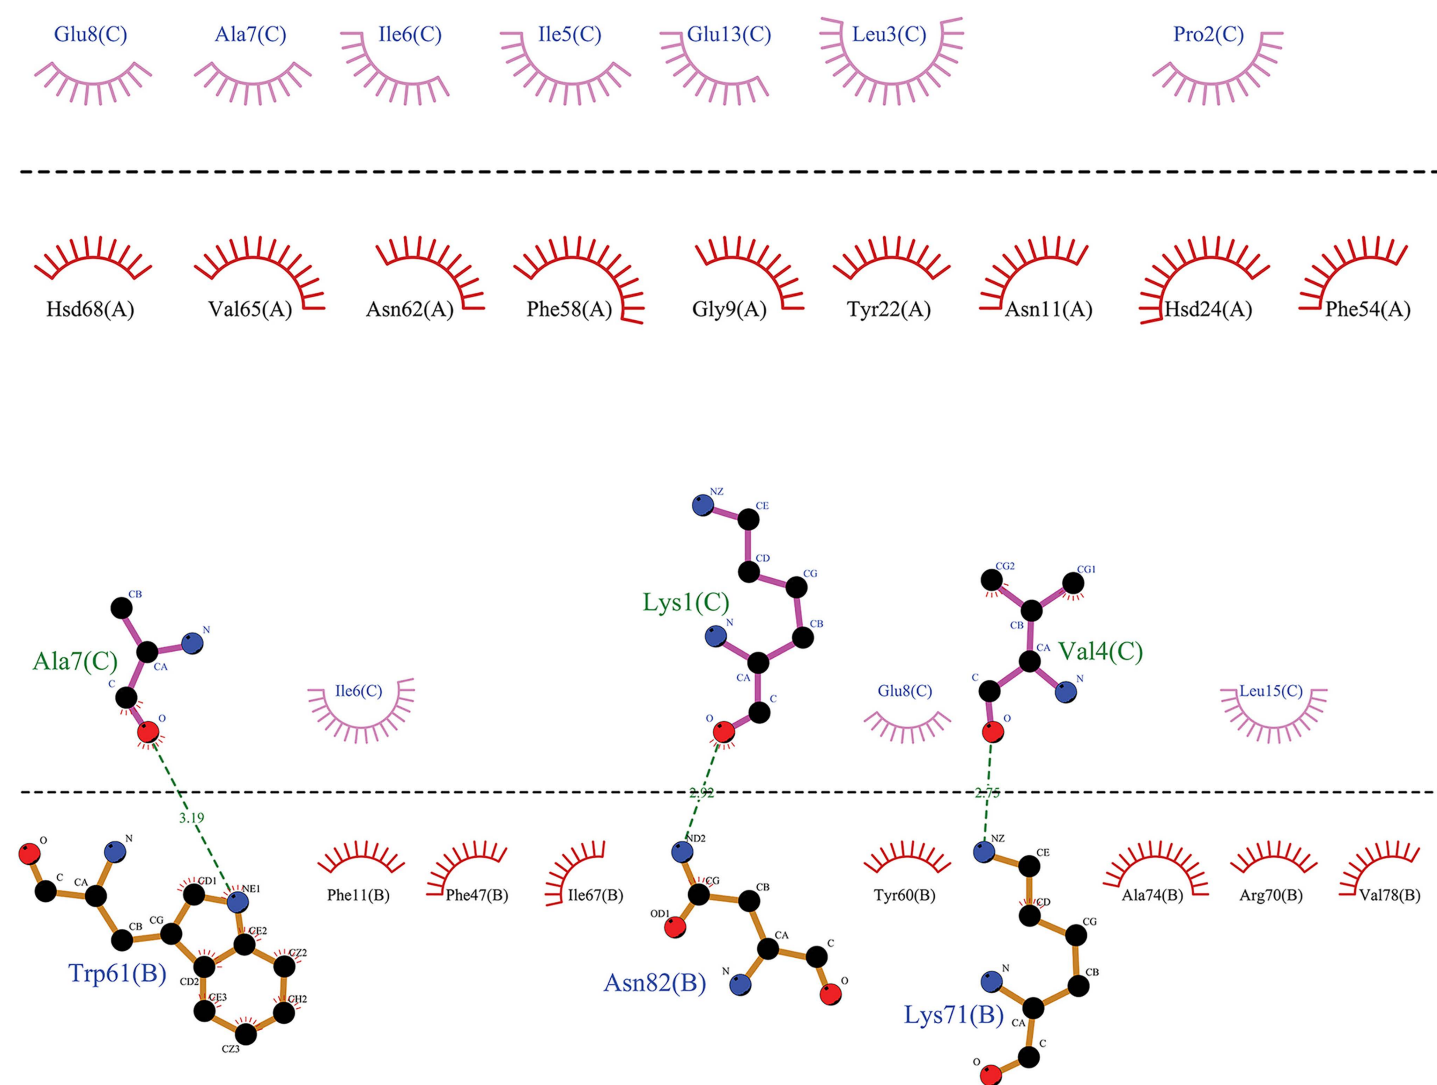 Glu8(C) Ala7(C) Ile6(C) Ile5(C) Glu13(C) Leu3(C) Pro2(C)
Hsd68(A) Val65(A) Asn62(A) Phe58(A) Gly9(A) Tyr22(A) Asn11(A) Hsd24(A) Phe54(A)
NZ
CE
CD
CG
CB
N
CA
C
O
Lys1(C)
CG2
CG1
CB
CA
N
C
O
Val4(C)
CB
N
CA
C
O
Ala7(C)
Ile6(C)
Glu8(C)
Leu15(C)
3.19
2.92
2.75
O
N
C
CA
CB
CG
CD1
NE1
CE2
CD2
CZ2
CE3
CH2
CZ3
Trp61(B)
Phe11(B)
Phe47(B)
Ile67(B)
ND2
CG
OD1
CB
CA
C
N
O
Asn82(B)
Tyr60(B)
NZ
CE
CD
CG
CB
N
CA
C
O
Lys71(B)
Ala74(B)
Arg70(B)
Val78(B)